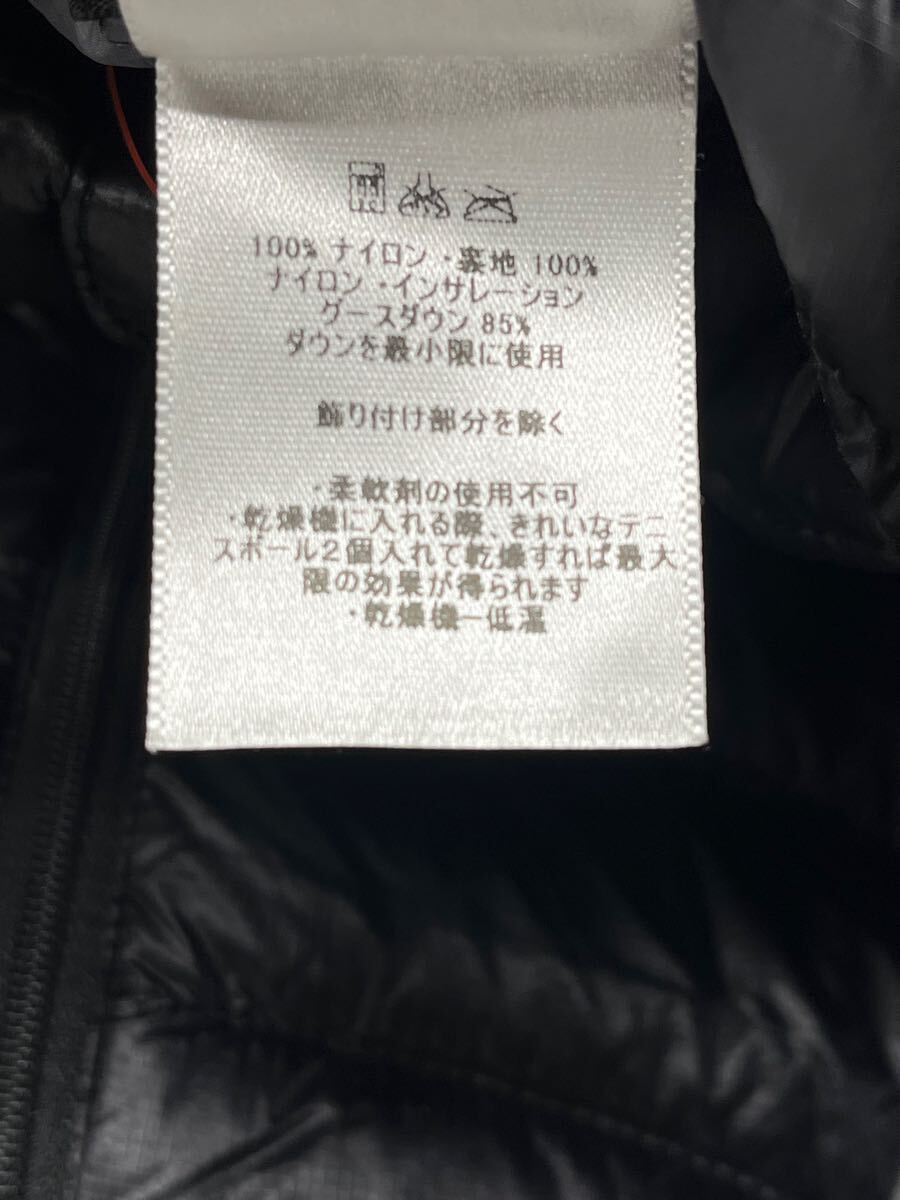 100% ナイロン ・裏地 100%
ナイロン ・インサレーション
グースダウン 85%
ダウンを最小限に使用
飾り付け部分を除く
・柔軟剤の使用不可
・乾燥機に入れる際、きれいなテニ
スボール2個入れて乾燥すれば最大
限の効果が得られます
・乾燥機ー低温